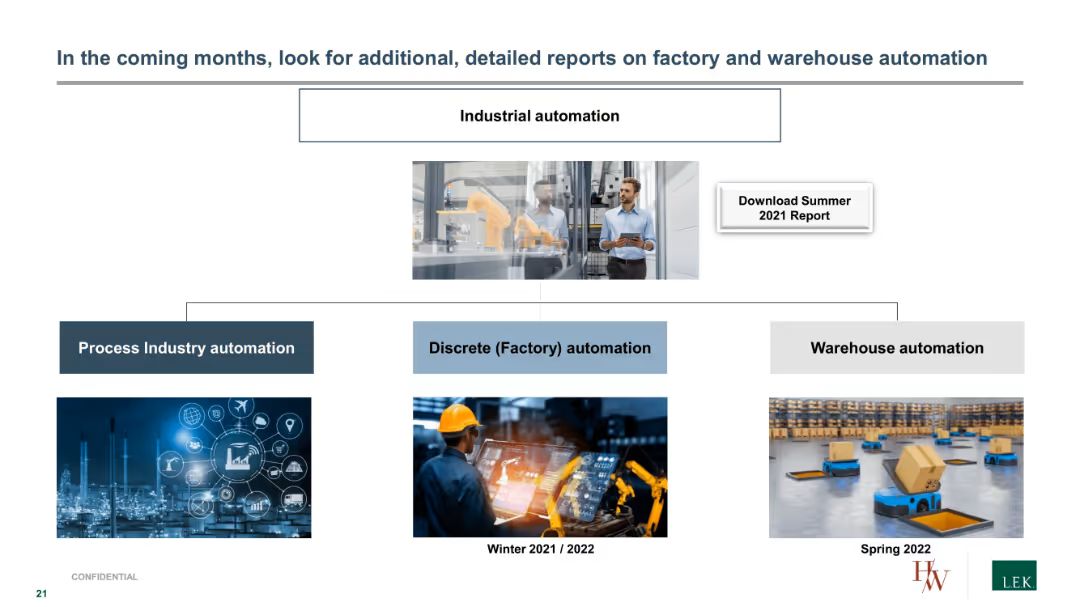 In the coming months, look for additional, detailed reports on factory and warehouse automation
Industrial automation
Download Summer
2021 Report
Process Industry automation
Discrete (Factory) automation
Warehouse automation
Winter 2021 / 2022
Spring 2022
CONFIDENTIAL
HW
L.E.K.
21